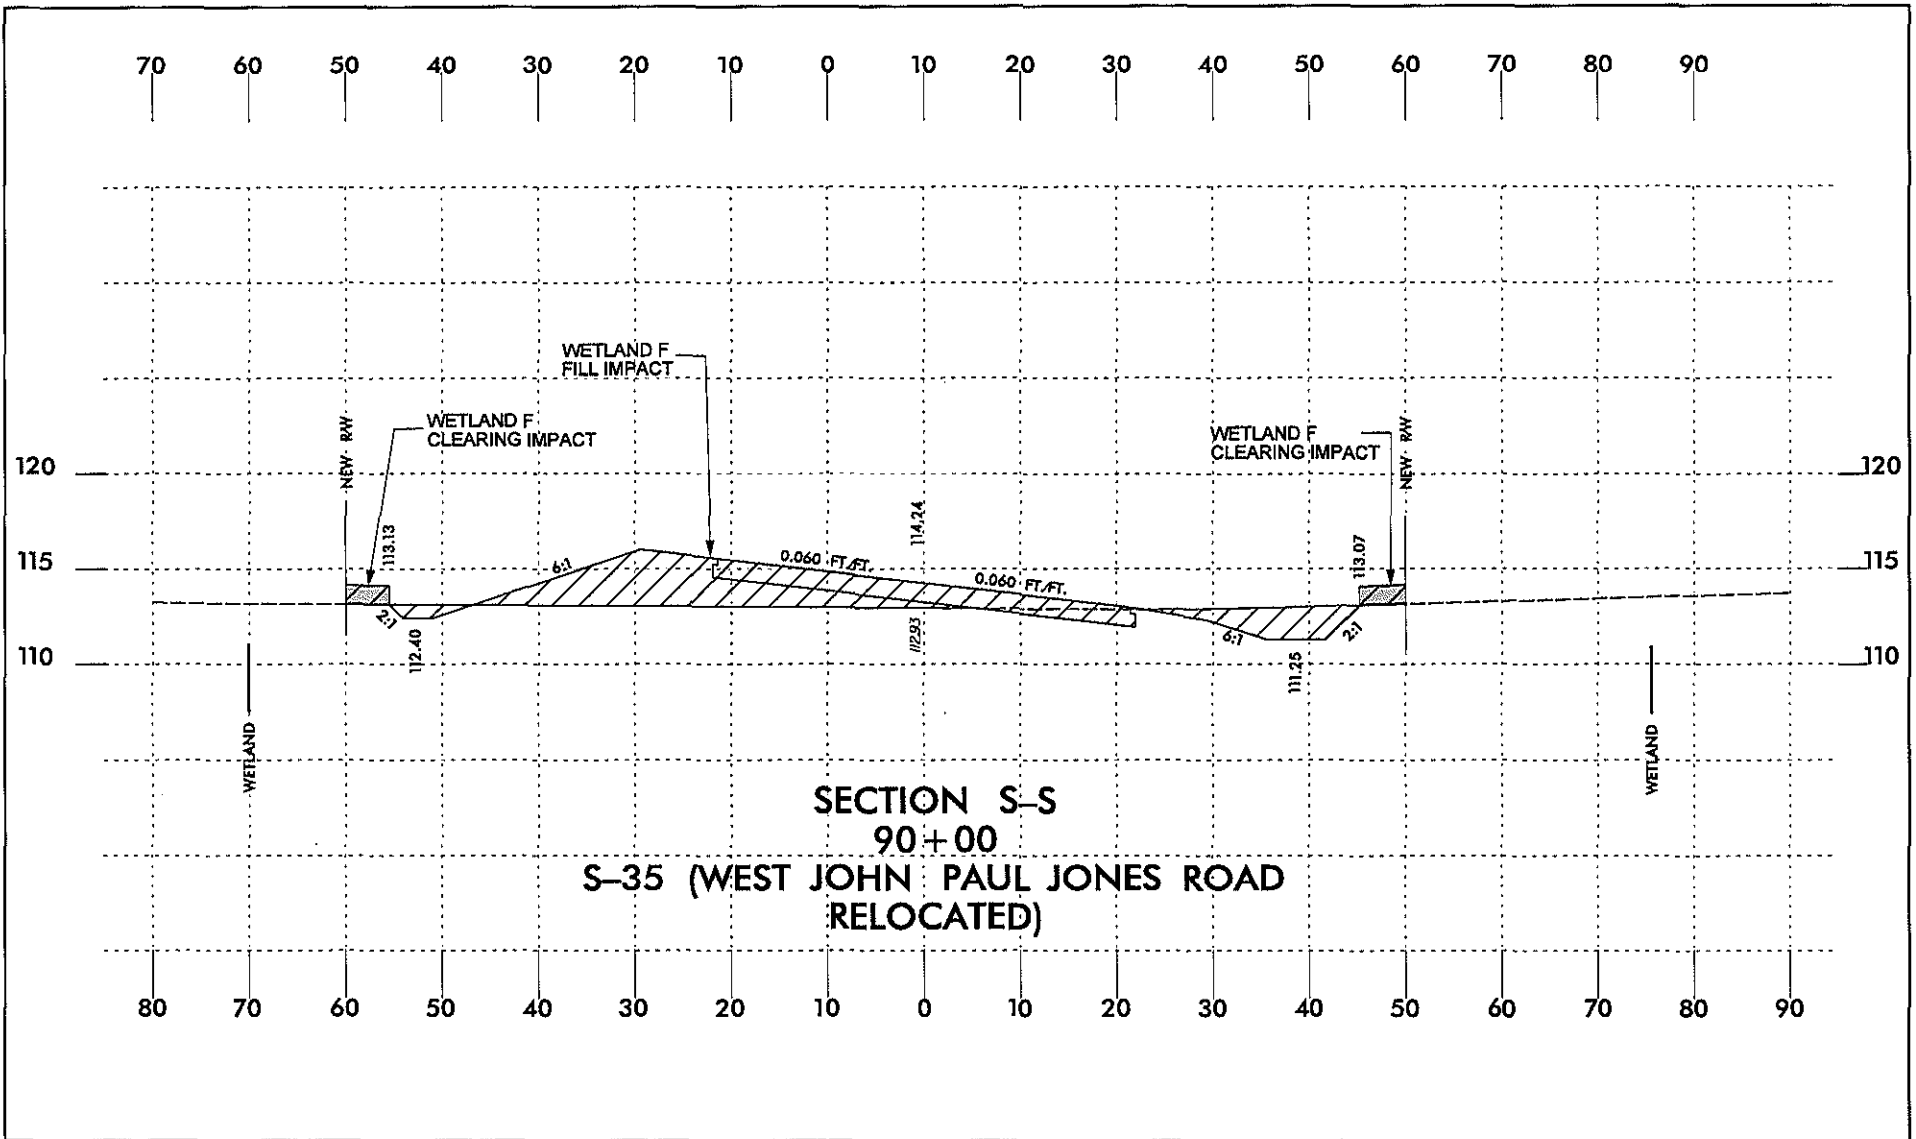 70 60 50 40 30 20 10 0 10 20 30 40 50 60 70 80 90
WETLAND F
FILL IMPACT
NEW R/W
WETLAND F
CLEARING IMPACT
WETLAND F
CLEARING IMPACT
NEW R/W
120
120
113.13
114.24
113.07
115
6:1
0.060 FT./FT.
0.060 FT./FT.
115
2:1
112.40
112.93
6:1
2:1
111.25
110
110
WETLAND
WETLAND
SECTION S-S
90+00
S-35 (WEST JOHN PAUL JONES ROAD
RELOCATED)
80 70 60 50 40 30 20 10 0 10 20 30 40 50 60 70 80 90